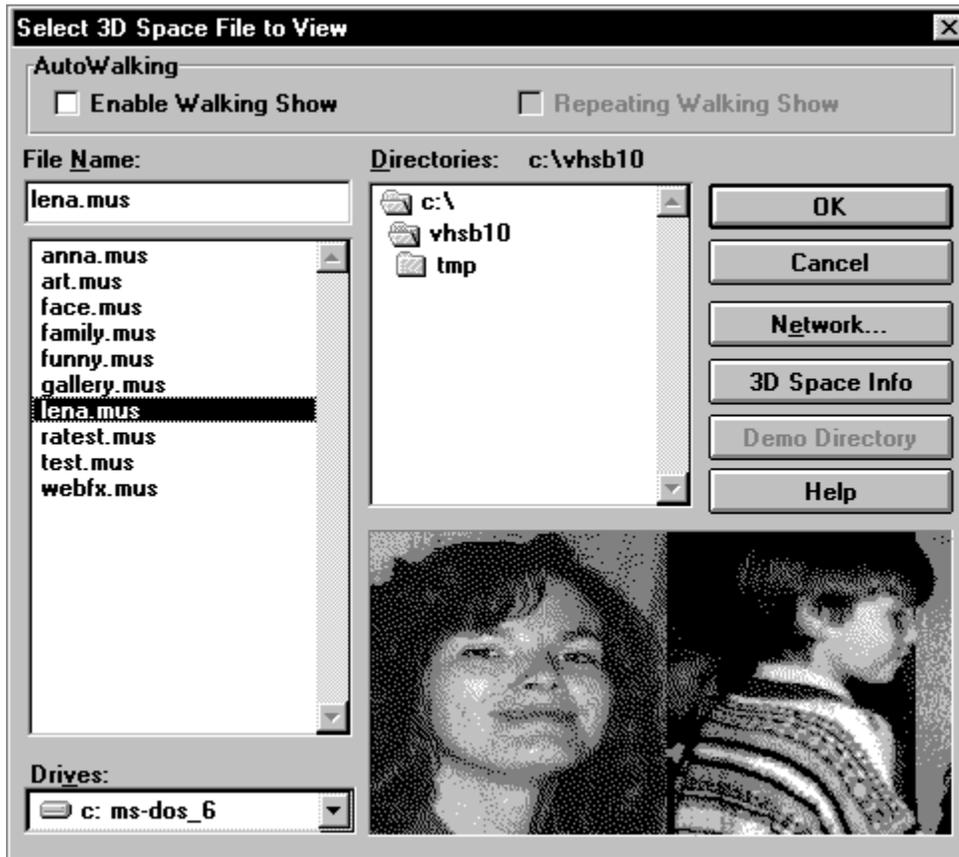 Select 3D Space File to View
AutoWalking
Enable Walking Show
Repeating Walking Show
File Name:
lena.mus
anna.mus
art.mus
face.mus
family.mus
funny.mus
gallery.mus
lena.mus
ratest.mus
test.mus
webfx.mus
Drives:
c: ms-dos_6
Directories: c:\vhsb10
c:\
vhsb10
tmp
OK
Cancel
Network...
3D Space Info
Demo Directory
Help